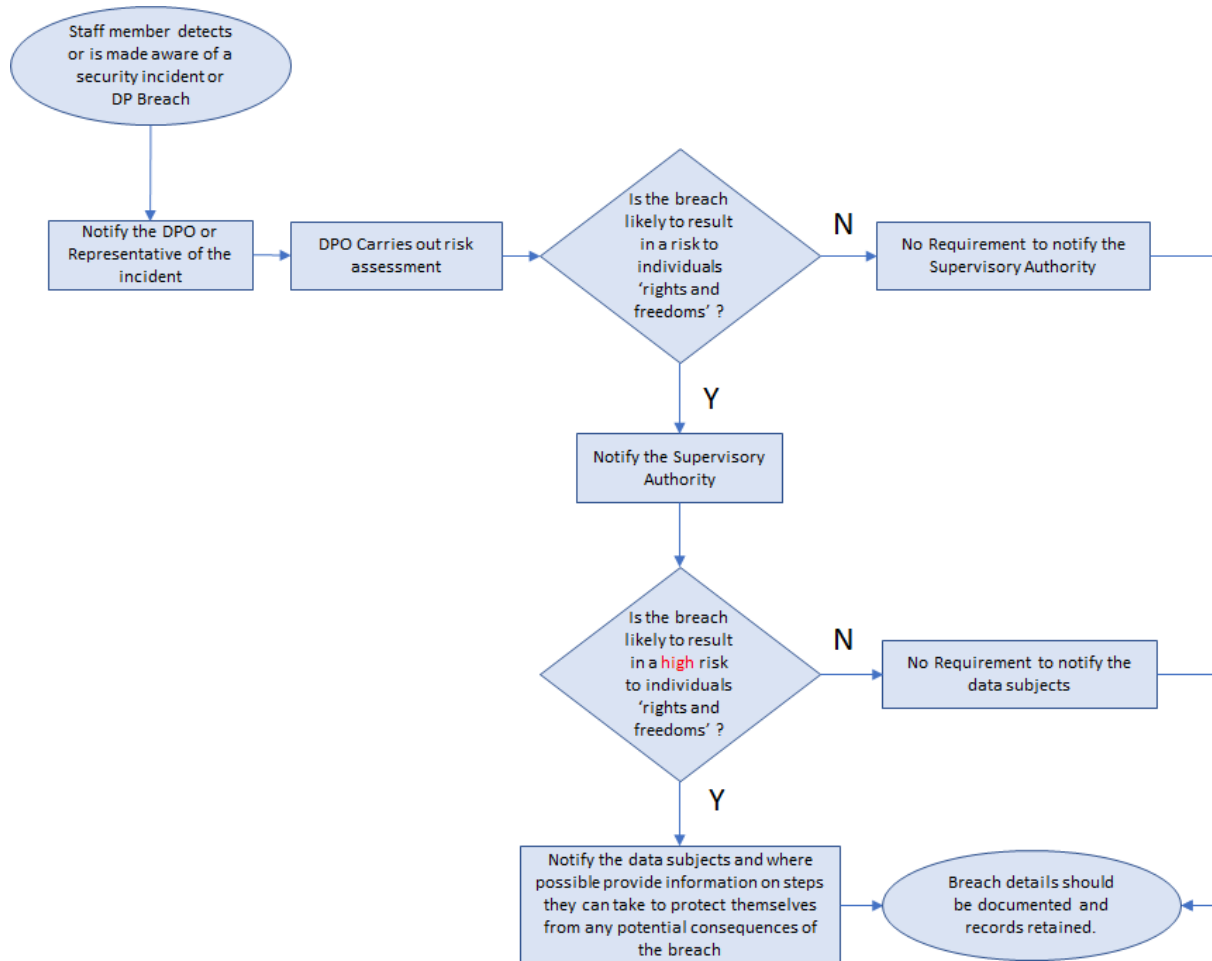 Staff member detects
or is made aware of a
security incident or
DP Breach
Notify the DPO or
Representative of the
incident
DPO Carries out risk
assessment
Is the breach
likely to result
in a risk to
individuals
‘rights and
freedoms’ ?
N
No Requirement to notify the
Supervisory Authority
Y
Notify the Supervisory
Authority
Is the breach
likely to result
in a high risk
to individuals
‘rights and
freedoms’ ?
N
No Requirement to notify the
data subjects
Y
Notify the data subjects and where
possible provide information on steps
they can take to protect themselves
from any potential consequences of
the breach
Breach details should
be documented and
records retained.